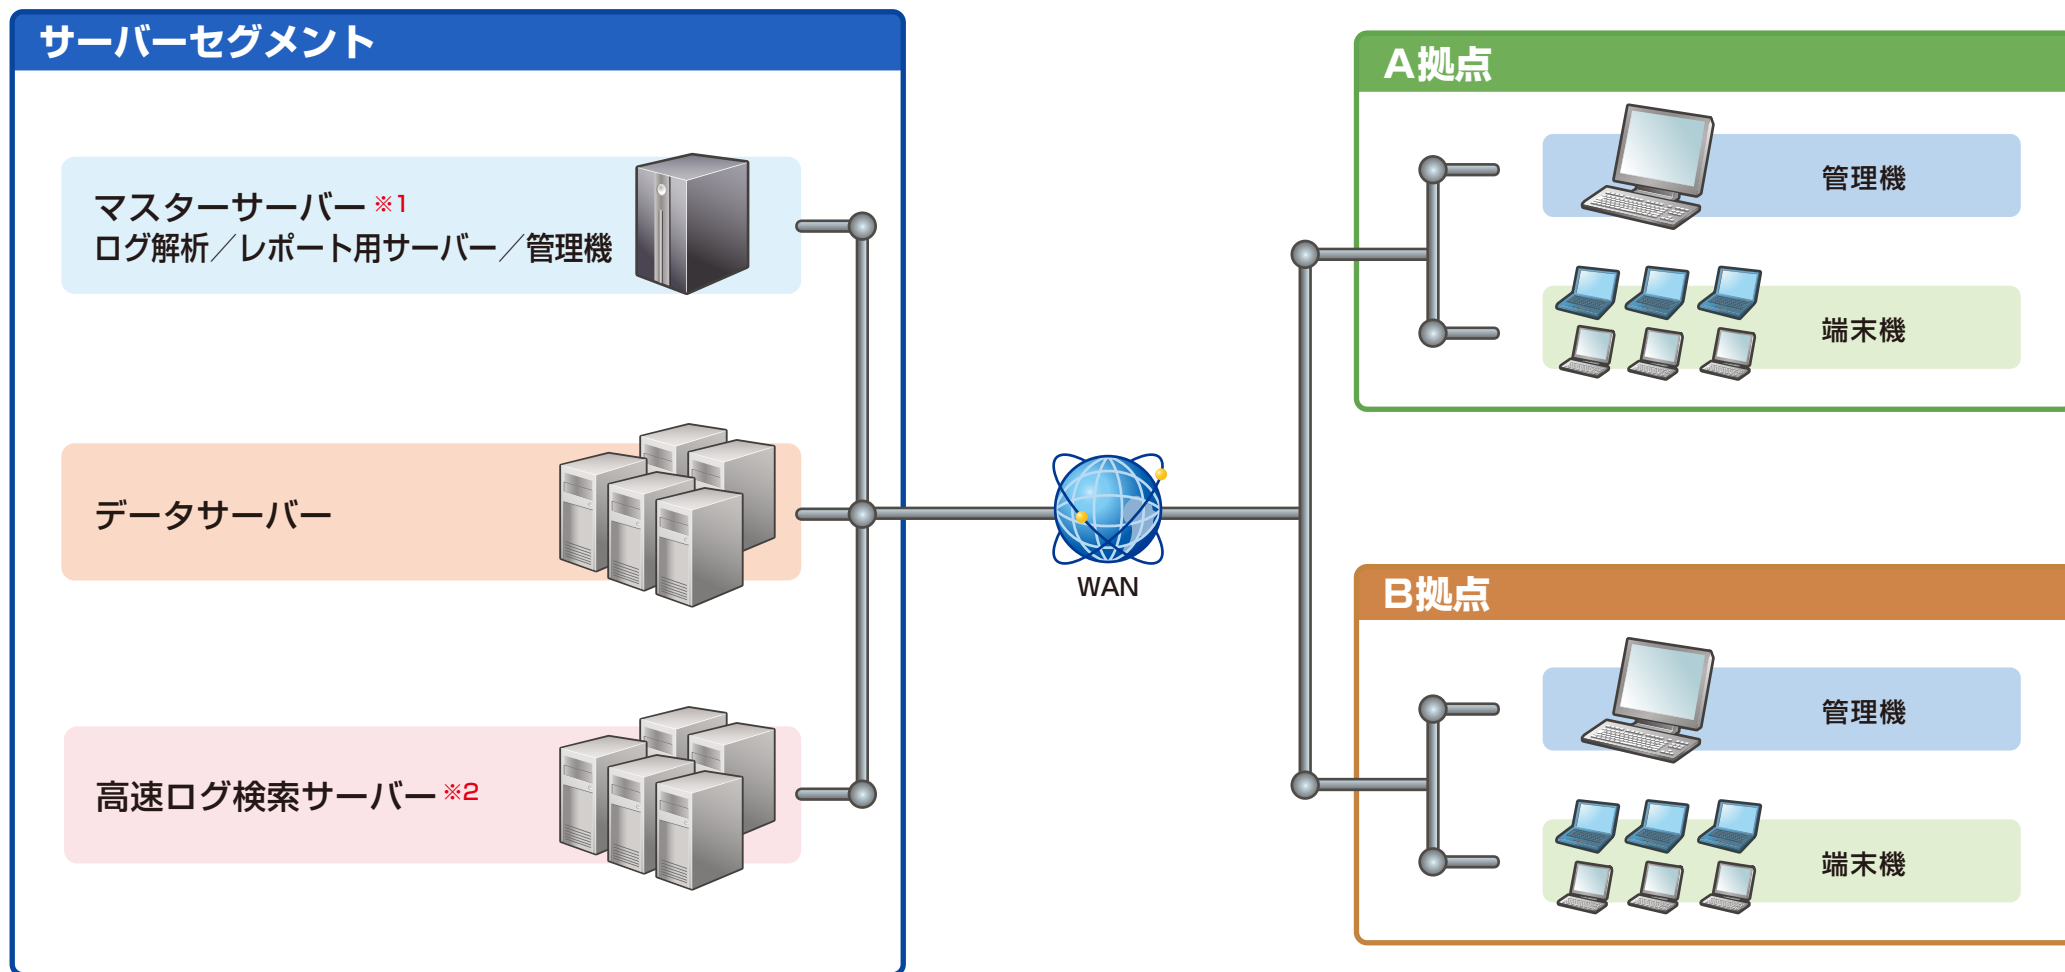 サーバーセグメント
マスターサーバー ※1
ログ解析／レポート用サーバー／管理機
データサーバー
高速ログ検索サーバー ※2
WAN
A拠点
管理機
端末機
B拠点
管理機
端末機